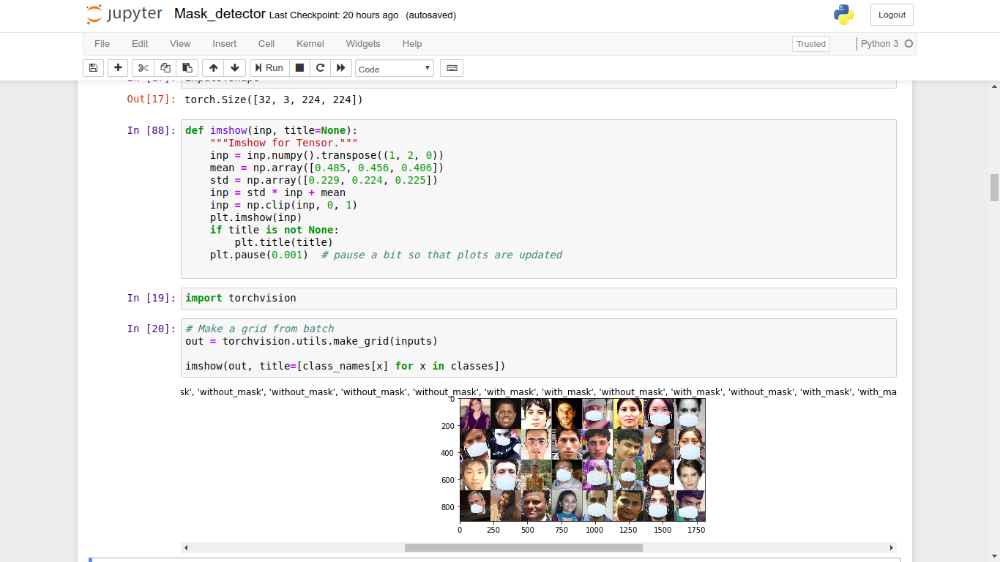 jupyter Mask_detector Last Checkpoint: 20 hours ago (autosaved)
Logout
File Edit View Insert Cell Kernel Widgets Help
Trusted Python 3
Run Code
Out[17]: torch.Size([32, 3, 224, 224])
In [88]: def imshow(inp, title=None):
"""Imshow for Tensor."""
inp = inp.numpy().transpose((1, 2, 0))
mean = np.array([0.485, 0.456, 0.406])
std = np.array([0.229, 0.224, 0.225])
inp = std * inp + mean
inp = np.clip(inp, 0, 1)
plt.imshow(inp)
if title is not None:
plt.title(title)
plt.pause(0.001)  # pause a bit so that plots are updated
In [19]: import torchvision
In [20]: # Make a grid from batch
out = torchvision.utils.make_grid(inputs)
imshow(out, title=[class_names[x] for x in classes])
sk', 'without_mask', 'without_mask', 'without_mask', 'without_mask', 'with_mask', 'with_mask', 'without_mask', 'with_mask', 'without_mask', 'with_mask', 'with_ma
0
200
400
600
800
0 250 500 750 1000 1250 1500 1750